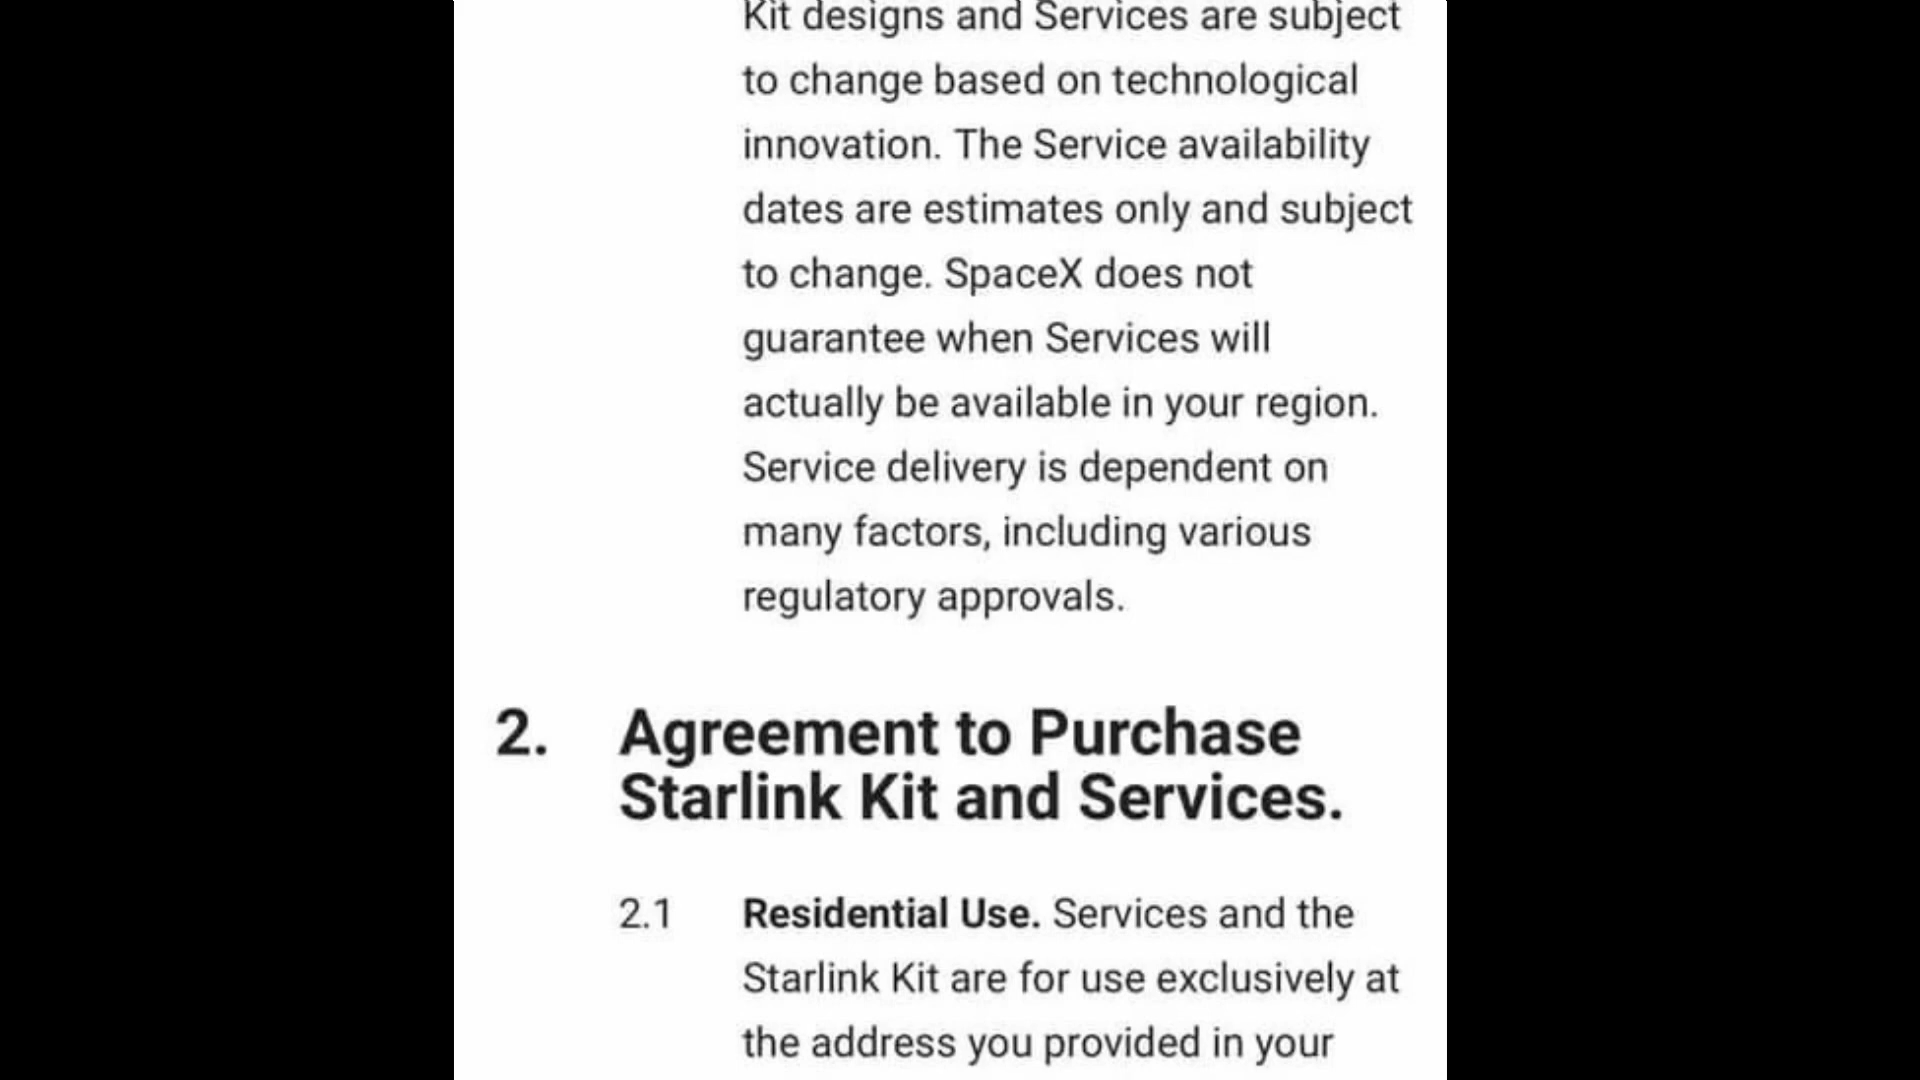 Kit designs and Services are subject
to change based on technological
innovation. The Service availability
dates are estimates only and subject
to change. SpaceX does not
guarantee when Services will
actually be available in your region.
Service delivery is dependent on
many factors, including various
regulatory approvals.
2. Agreement to Purchase
Starlink Kit and Services.
2.1 Residential Use. Services and the
Starlink Kit are for use exclusively at
the address you provided in your